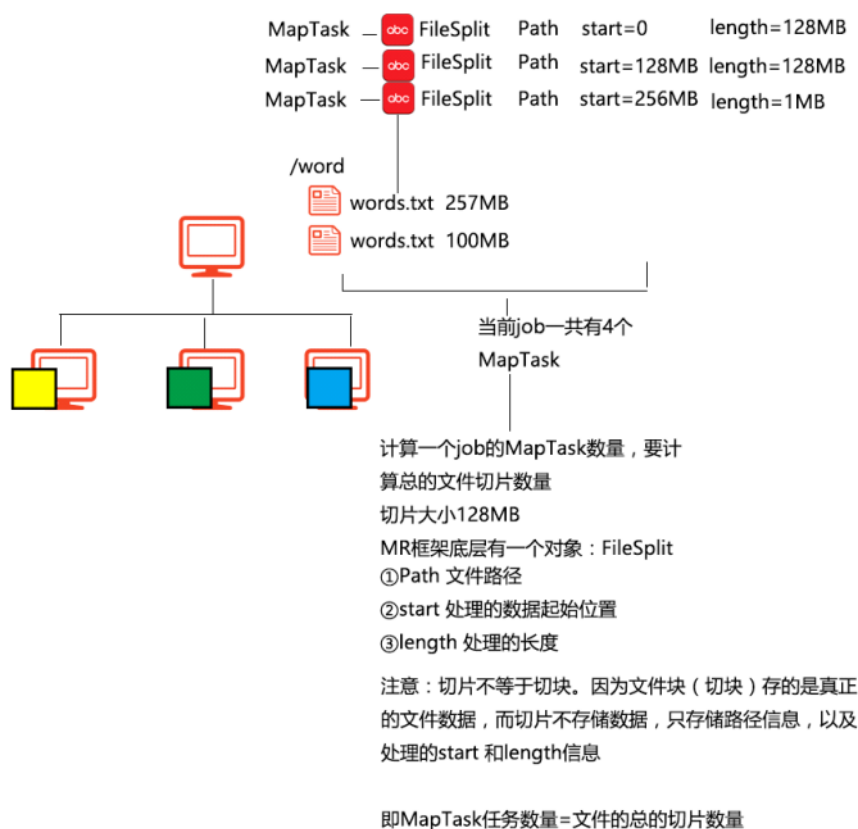 MapTask abc FileSplit Path start=0 length=128MB
MapTask abc FileSplit Path start=128MB length=128MB
MapTask abc FileSplit Path start=256MB length=1MB
/word
words.txt 257MB
words.txt 100MB
当前job一共有4个
MapTask
计算一个job的MapTask数量，要计
算总的文件切片数量
切片大小128MB
MR框架底层有一个对象：FileSplit
①Path 文件路径
②start 处理的数据起始位置
③length 处理的长度
注意：切片不等于切块。因为文件块（切块）存的是真正
的文件数据，而切片不存储数据，只存储路径信息，以及
处理的start 和length信息
即MapTask任务数量=文件的总的切片数量